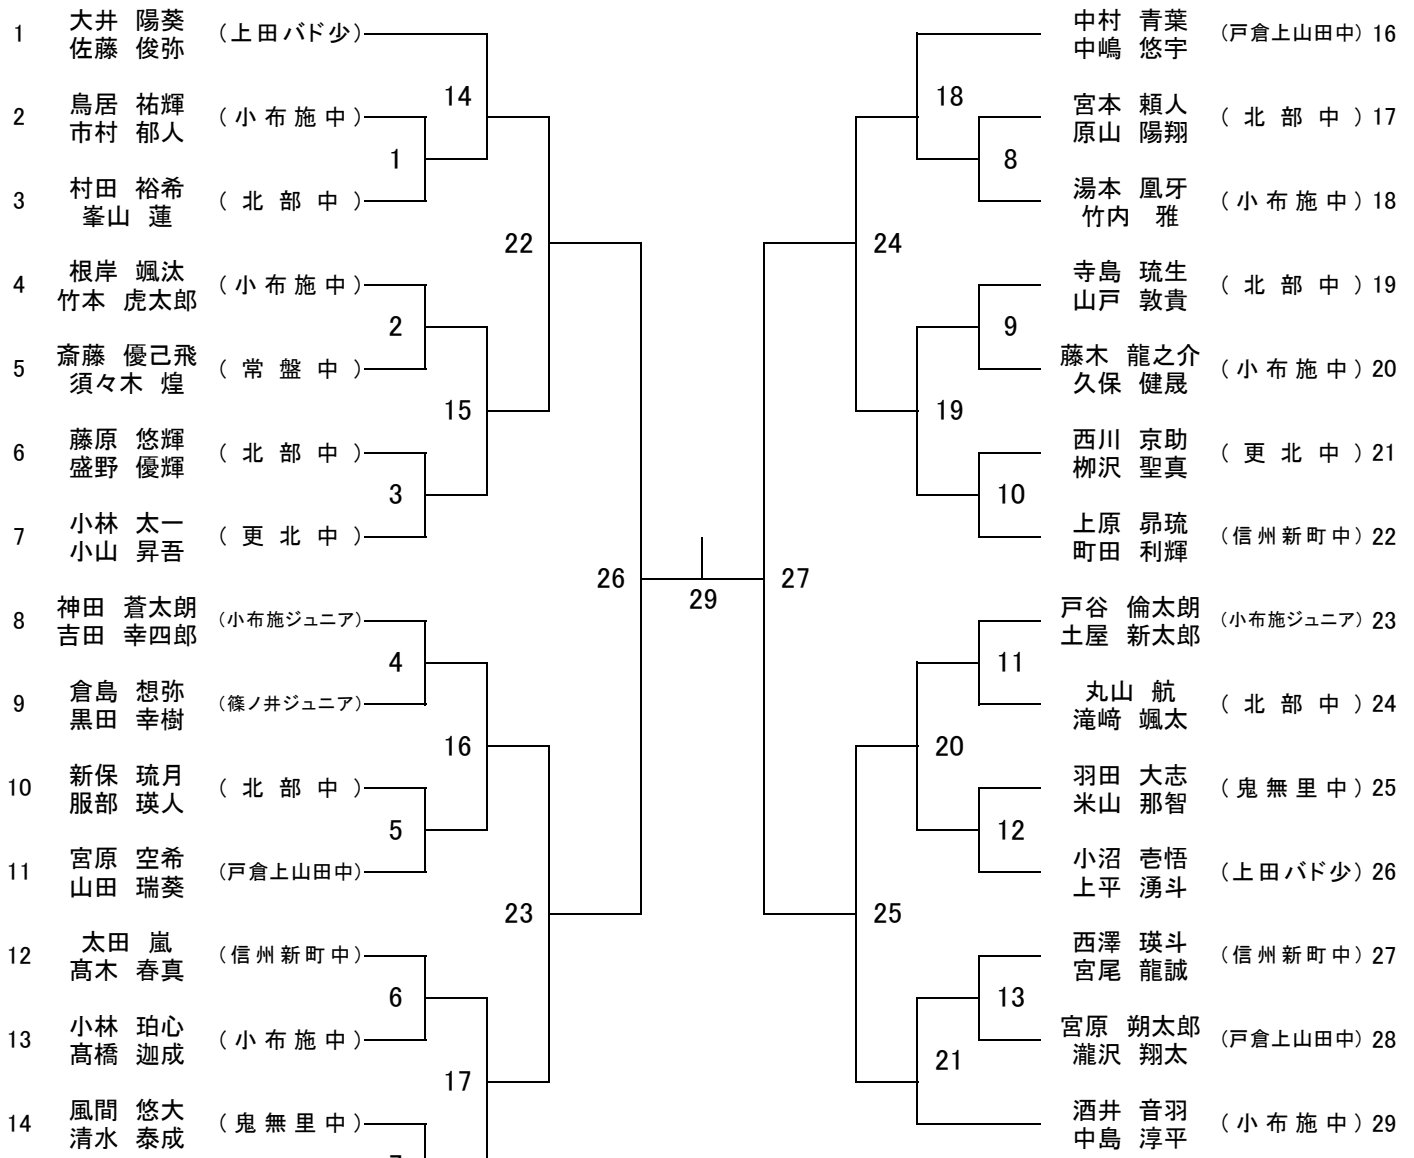 1 大井 陽葵 (上田バド少)
佐藤 俊弥
2 鳥居 祐輝 (小布施中)
市村 郁人
3 村田 裕希 (北部中)
峯山 蓮
4 根岸 颯汰 (小布施中)
竹本 虎太郎
5 斎藤 優己飛 (常盤中)
須々木 煌
6 藤原 悠輝 (北部中)
盛野 優輝
7 小林 太一 (更北中)
小山 昇吾
8 神田 蒼太朗 (小布施ジュニア)
吉田 幸四郎
9 倉島 想弥 (篠ノ井ジュニア)
黒田 幸樹
10 新保 琉月 (北部中)
服部 瑛人
11 宮原 空希 (戸倉上山田中)
山田 瑞葵
12 太田 嵐 (信州新町中)
髙木 春真
13 小林 珀心 (小布施中)
髙橋 迦成
14 風間 悠大 (鬼無里中)
清水 泰成
14
1
22
2
15
3
26
4
16
5
23
6
17
29
18
8
24
9
19
10
27
11
20
12
25
13
21
中村 青葉 (戸倉上山田中) 16
中嶋 悠宇
宮本 頼人 (北部中) 17
原山 陽翔
湯本 凰牙 (小布施中) 18
竹内 雅
寺島 琉生 (北部中) 19
山戸 敦貴
藤木 龍之介 (小布施中) 20
久保 健晟
西川 京助 (更北中) 21
栁沢 聖真
上原 昴琉 (信州新町中) 22
町田 利輝
戸谷 倫太朗 (小布施ジュニア) 23
土屋 新太郎
丸山 航 (北部中) 24
滝﨑 颯太
羽田 大志 (鬼無里中) 25
米山 那智
小沼 壱悟 (上田バド少) 26
上平 湧斗
西澤 瑛斗 (信州新町中) 27
宮尾 龍誠
宮原 朔太郎 (戸倉上山田中) 28
瀧沢 翔太
酒井 音羽 (小布施中) 29
中島 淳平